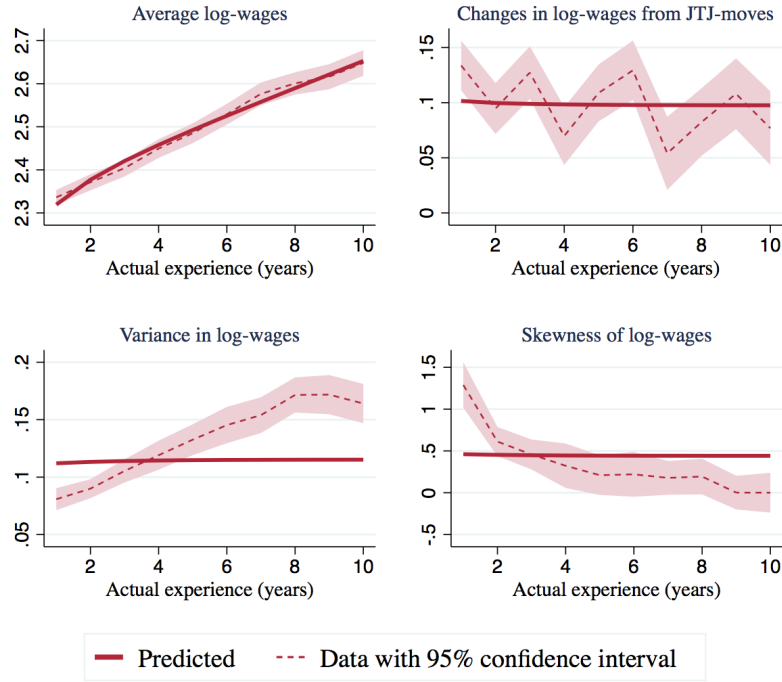 Average log-wages
Changes in log-wages from JTJ-moves
2.7
2.6
2.5
2.4
2.3
2 4 6 8 10
Actual experience (years)
.15
.1
.05
0
2 4 6 8 10
Actual experience (years)
Variance in log-wages
Skewness of log-wages
.2
.15
.1
.05
2 4 6 8 10
Actual experience (years)
1.5
1
.5
0
-.5
2 4 6 8 10
Actual experience (years)
Predicted
Data with 95% confidence interval